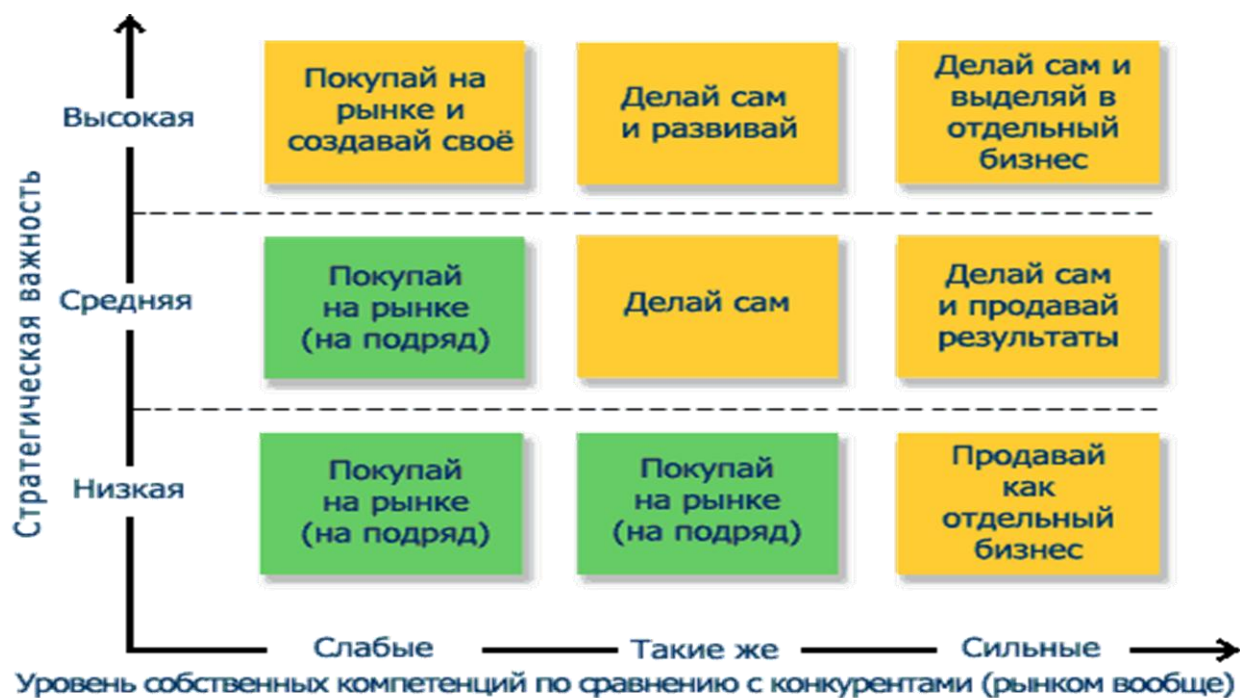 Стратегическая важность
Высокая
Покупай на
рынке и
создавай своё
Делай сам
и развивай
Делай сам и
выделяй в
отдельный
бизнес
Средняя
Покупай
на рынке
(на подряд)
Делай сам
Делай сам
и продавай
результаты
Низкая
Покупай
на рынке
(на подряд)
Покупай
на рынке
(на подряд)
Продавай
как
отдельный
бизнес
Слабые
Такие же
Сильные
Уровень собственных компетенций по сравнению с конкурентами (рынком вообще)